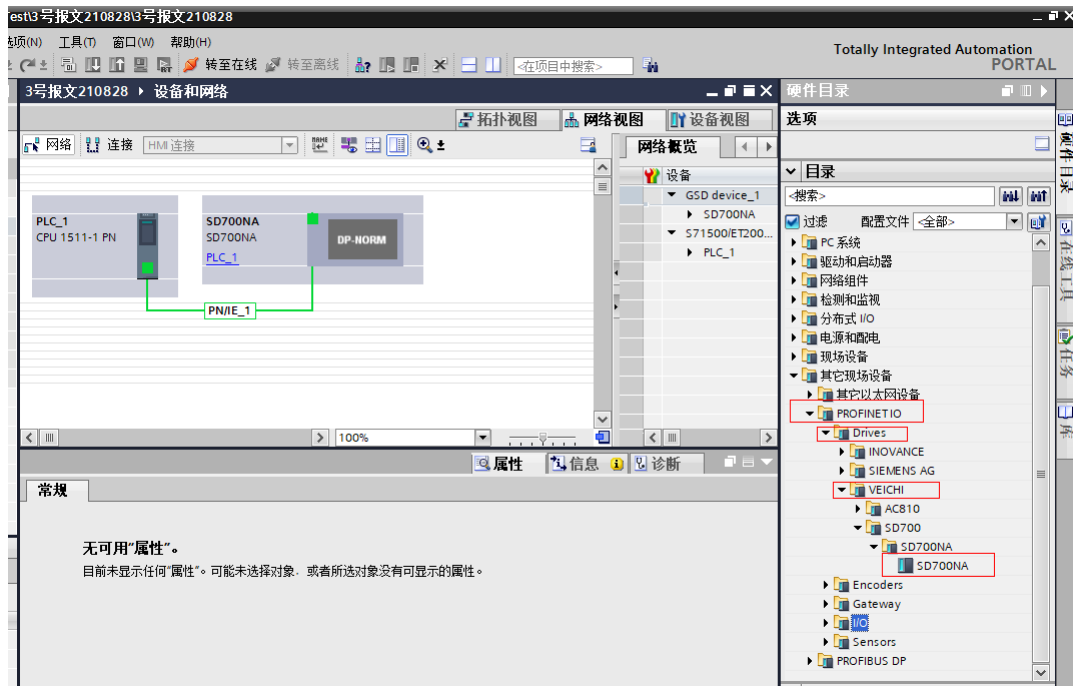 est\3号报文210828\3号报文210828
选项(N) 工具(T) 窗口(W) 帮助(H)
Totally Integrated Automation
PORTAL
转至在线 转至离线 <在项目中搜索>
3号报文210828 ▸ 设备和网络
硬件目录
拓扑视图 网络视图 设备视图
选项
网络 连接 HMI 连接
网络概览
设备
GSD device_1
SD700NA
S71500/ET200...
PLC_1
PLC_1
CPU 1511-1 PN
SD700NA
SD700NA
PLC_1
DP-NORM
PN/IE_1
100%
属性 信息 诊断
常规
无可用"属性"。
目前未显示任何"属性"。可能未选择对象，或者所选对象没有可显示的属性。
目录
<搜索>
过滤 配置文件 <全部>
PC 系统
驱动和启动器
网络组件
检测和监视
分布式 I/O
电源和配电
现场设备
其它现场设备
其它以太网设备
PROFINET IO
Drives
INOVANCE
SIEMENS AG
VEICHI
AC810
SD700
SD700NA
SD700NA
Encoders
Gateway
I/O
Sensors
PROFIBUS DP
硬件目录
在线工具
任务
库